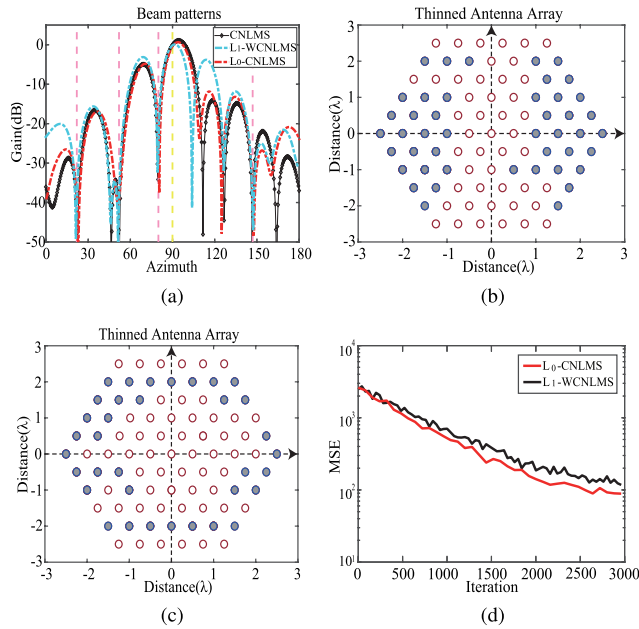 Beam patterns
CNLMS
L1-WCNLMS
L0-CNLMS
Gain(dB)
0
-10
-20
-30
-40
-50
0 30 60 90 120 150 180
Azimuth
(a)
Thinned Antenna Array
Distance(λ)
3
2
1
0
-1
-2
-3
-3 -2 -1 0 1 2 3
Distance(λ)
(b)
Thinned Antenna Array
Distance(λ)
3
2
1
0
-1
-2
-3
-3 -2 -1 0 1 2 3
Distance(λ)
(c)
L0-CNLMS
L1-WCNLMS
MSE
10^4
10^3
10^2
10^1
0 500 1000 1500 2000 2500 3000
Iteration
(d)